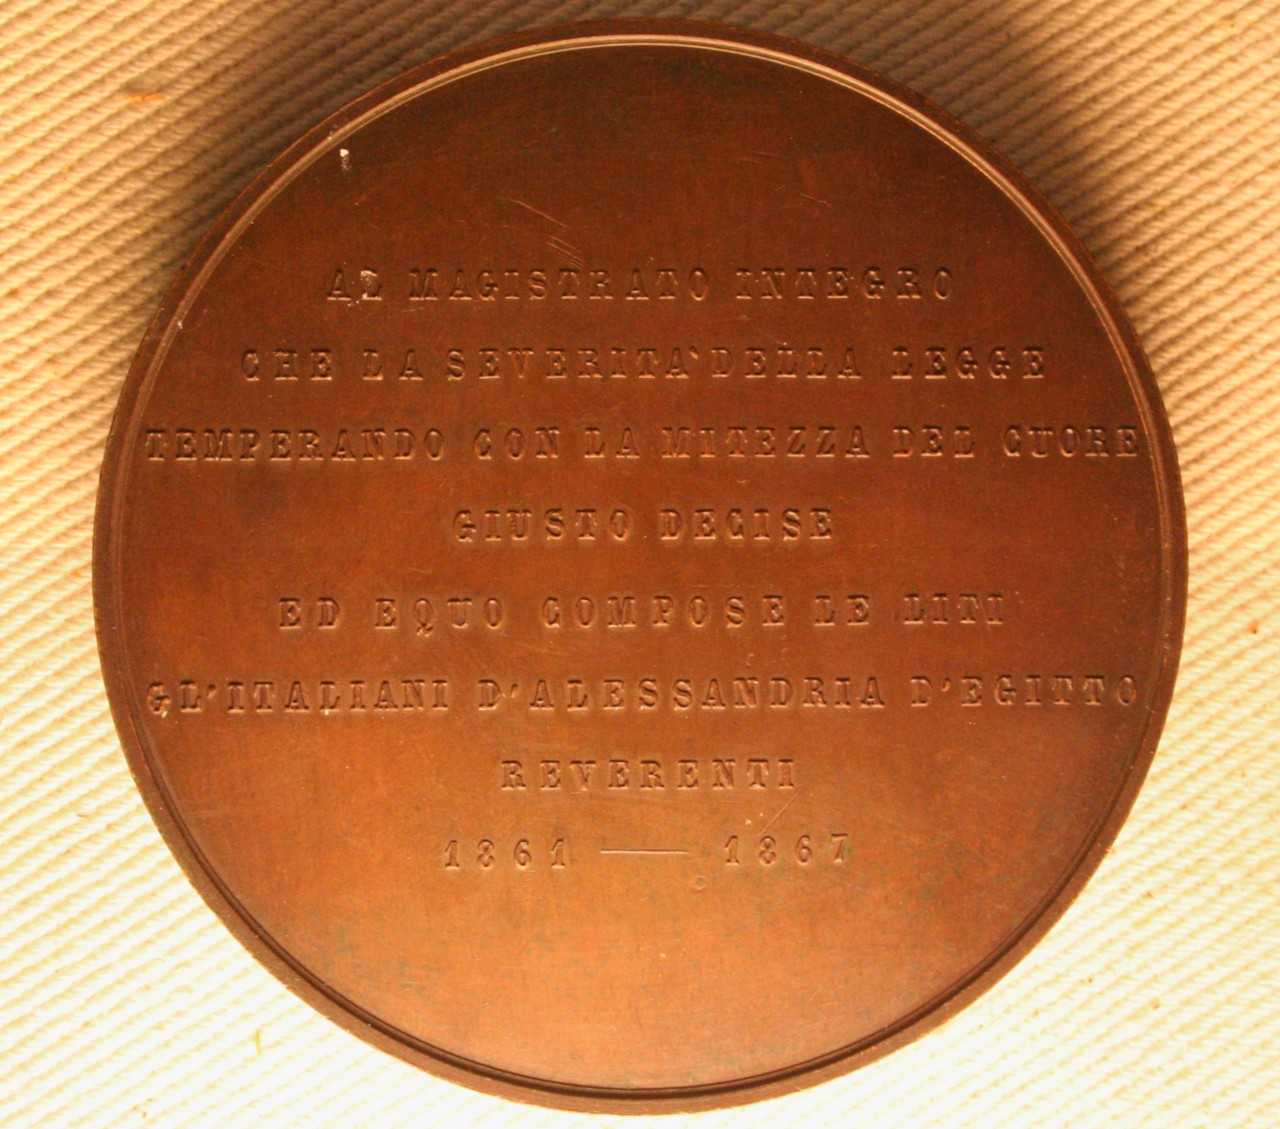 AL MAGISTRATO INTEGRO
CHE LA SEVERITA' DELLA LEGGE
TEMPERANDO CON LA MITEZZA DEL CUORE
GIUSTO DECISE
ED EQUO COMPOSE LE LITI
GL'ITALIANI D'ALESSANDRIA D'EGITTO
REVERENTI
1861 — 1867